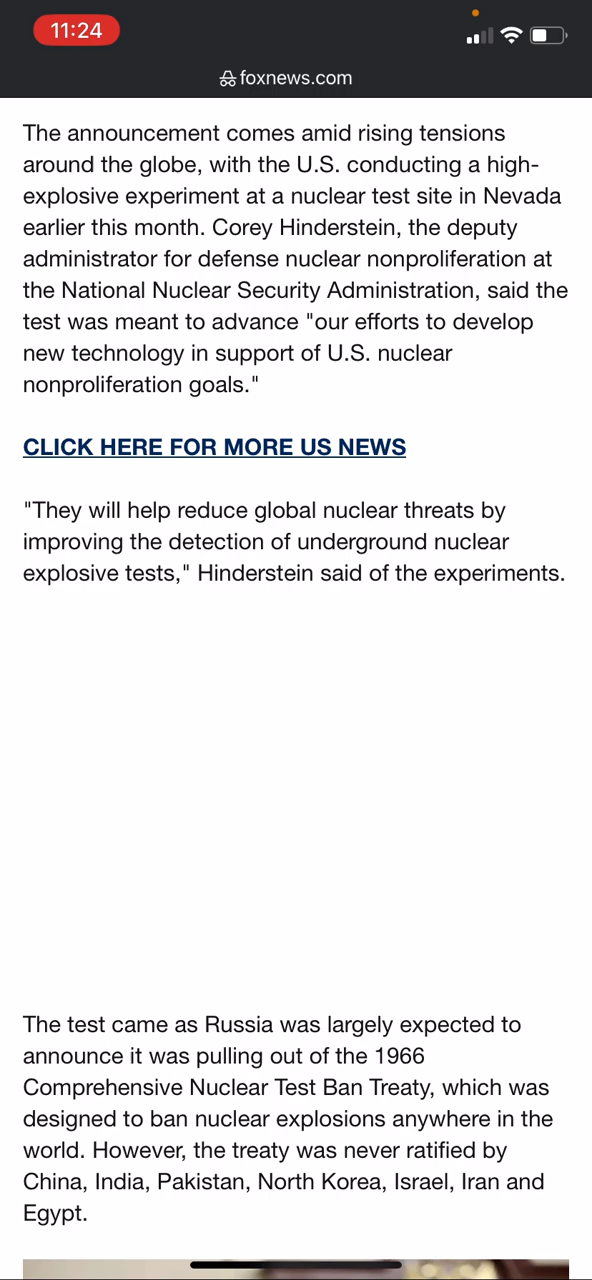 11:24
foxnews.com
The announcement comes amid rising tensions
around the globe, with the U.S. conducting a high-
explosive experiment at a nuclear test site in Nevada
earlier this month. Corey Hinderstein, the deputy
administrator for defense nuclear nonproliferation at
the National Nuclear Security Administration, said the
test was meant to advance "our efforts to develop
new technology in support of U.S. nuclear
nonproliferation goals."
CLICK HERE FOR MORE US NEWS
"They will help reduce global nuclear threats by
improving the detection of underground nuclear
explosive tests," Hinderstein said of the experiments.
The test came as Russia was largely expected to
announce it was pulling out of the 1966
Comprehensive Nuclear Test Ban Treaty, which was
designed to ban nuclear explosions anywhere in the
world. However, the treaty was never ratified by
China, India, Pakistan, North Korea, Israel, Iran and
Egypt.